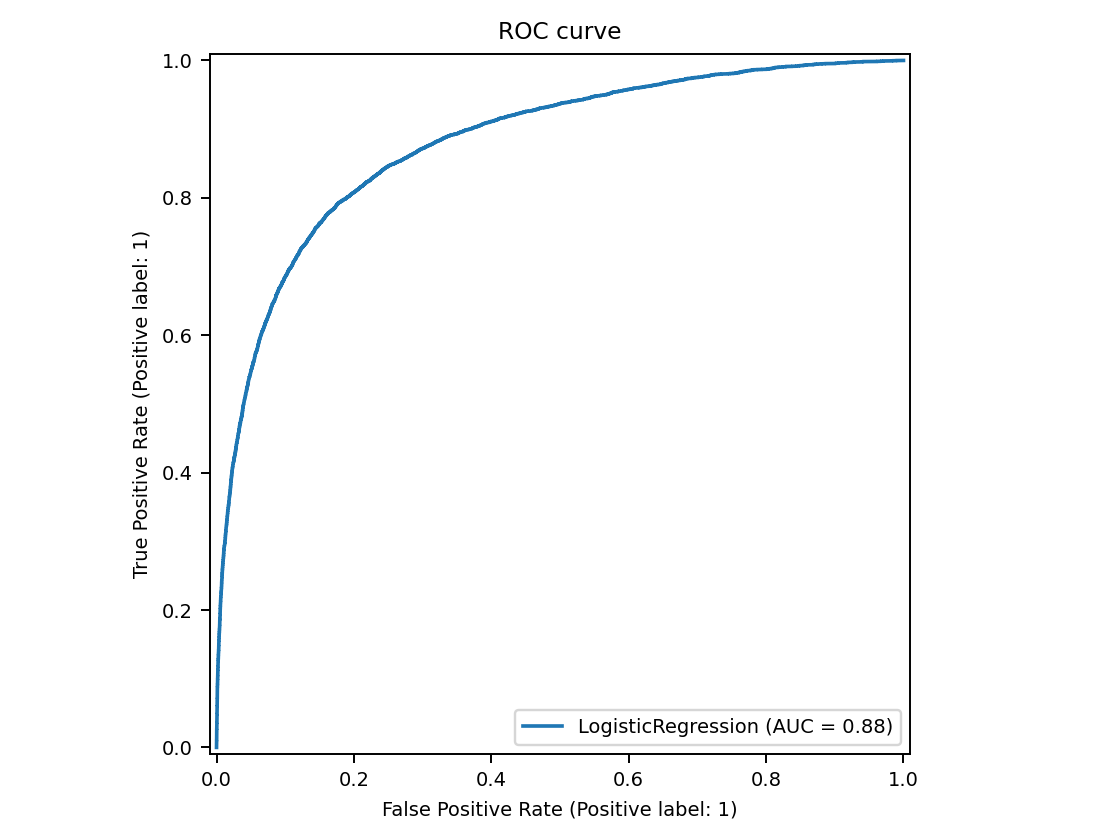 ROC curve
True Positive Rate (Positive label: 1)
1.0
0.8
0.6
0.4
0.2
0.0
LogisticRegression (AUC = 0.88)
0.0 0.2 0.4 0.6 0.8 1.0
False Positive Rate (Positive label: 1)